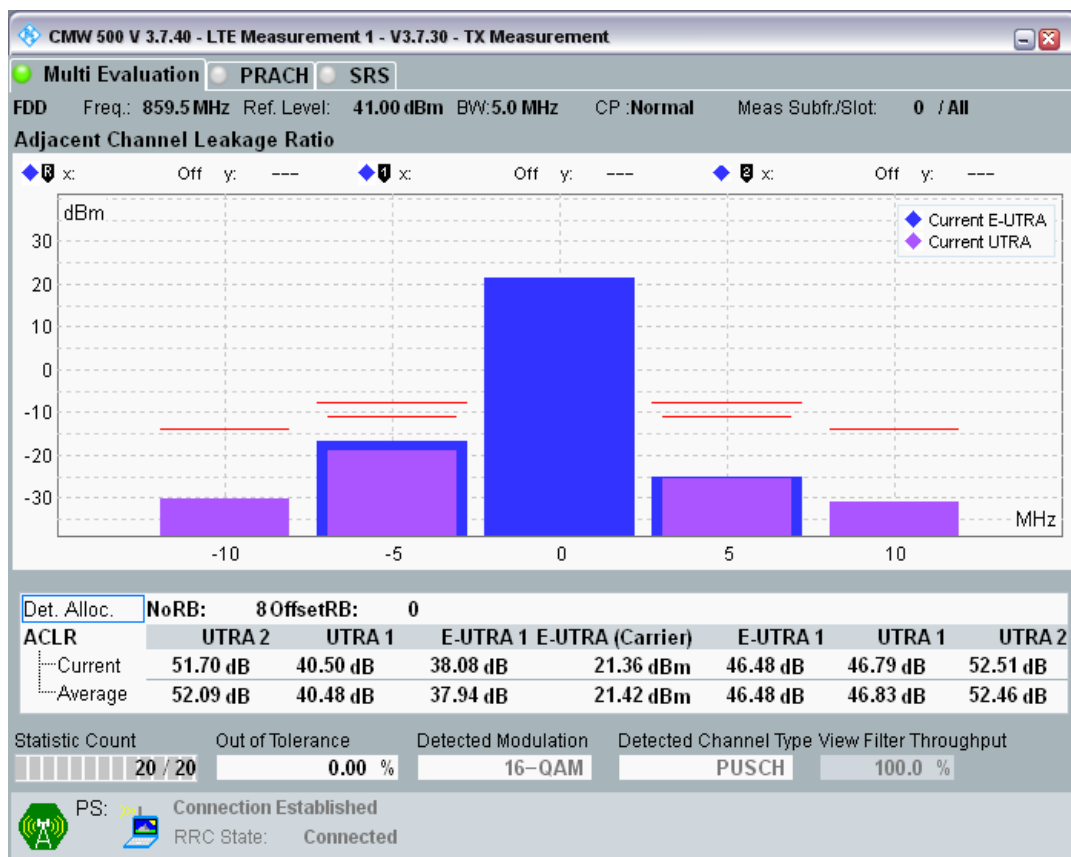 CMW 500 V 3.7.40 - LTE Measurement 1 - V3.7.30 - TX Measurement
Multi Evaluation PRACH SRS
FDD Freq.: 859.5 MHz Ref. Level: 41.00 dBm BW:5.0 MHz CP :Normal Meas Subfr./Slot: 0 / All
Adjacent Channel Leakage Ratio
R x: Off y: --- 1 x: Off y: --- 2 x: Off y: ---
dBm
Current E-UTRA
Current UTRA
30
20
10
0
-10
-20
-30
MHz
-10 -5 0 5 10
Det. Alloc. NoRB: 8 OffsetRB: 0
ACLR UTRA 2 UTRA 1 E-UTRA 1 E-UTRA (Carrier) E-UTRA 1 UTRA 1 UTRA 2
Current 51.70 dB 40.50 dB 38.08 dB 21.36 dBm 46.48 dB 46.79 dB 52.51 dB
Average 52.09 dB 40.48 dB 37.94 dB 21.42 dBm 46.48 dB 46.83 dB 52.46 dB
Statistic Count Out of Tolerance Detected Modulation Detected Channel Type View Filter Throughput
20 / 20 0.00 % 16-QAM PUSCH 100.0 %
PS: Connection Established
RRC State: Connected